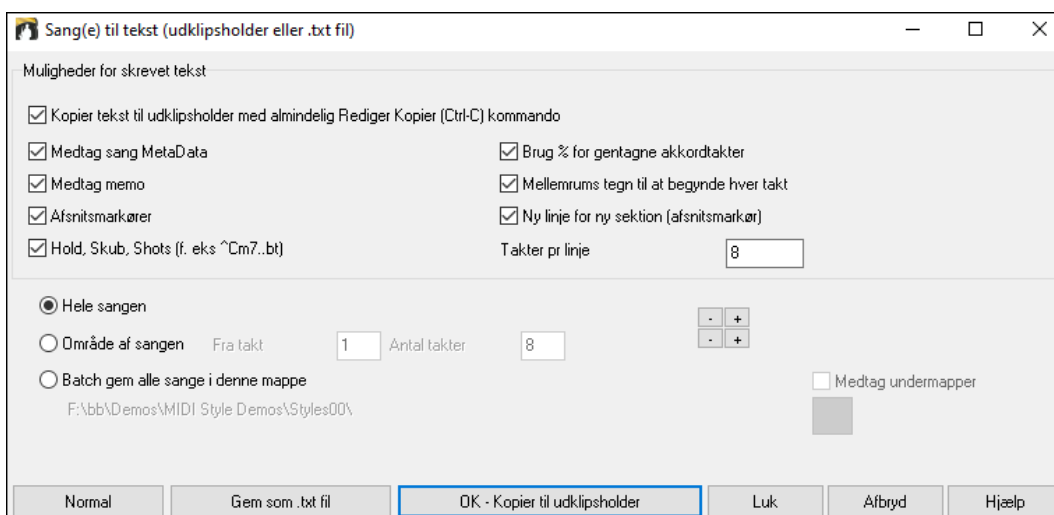 Sang(e) til tekst (udklipsholder eller .txt fil)
Muligheder for skrevet tekst
Kopier tekst til udklipsholder med almindelig Rediger Kopier (Ctrl-C) kommando
Medtag sang MetaData
Brug % for gentagne akkordtakter
Medtag memo
Mellemrums tegn til at begynde hver takt
Afsnitsmarkører
Ny linje for ny sektion (afsnitsmarkør)
Hold, Skub, Shots (f. eks ^Cm7..bt)
Takter pr linje 8
Hele sangen
- +
Område af sangen Fra takt 1 Antal takter 8
- +
Batch gem alle sange i denne mappe
Medtag undermapper
F:\bb\Demos\MIDI Style Demos\Styles00\
Normal Gem som .txt fil OK - Kopier til udklipsholder Luk Afbryd Hjælp